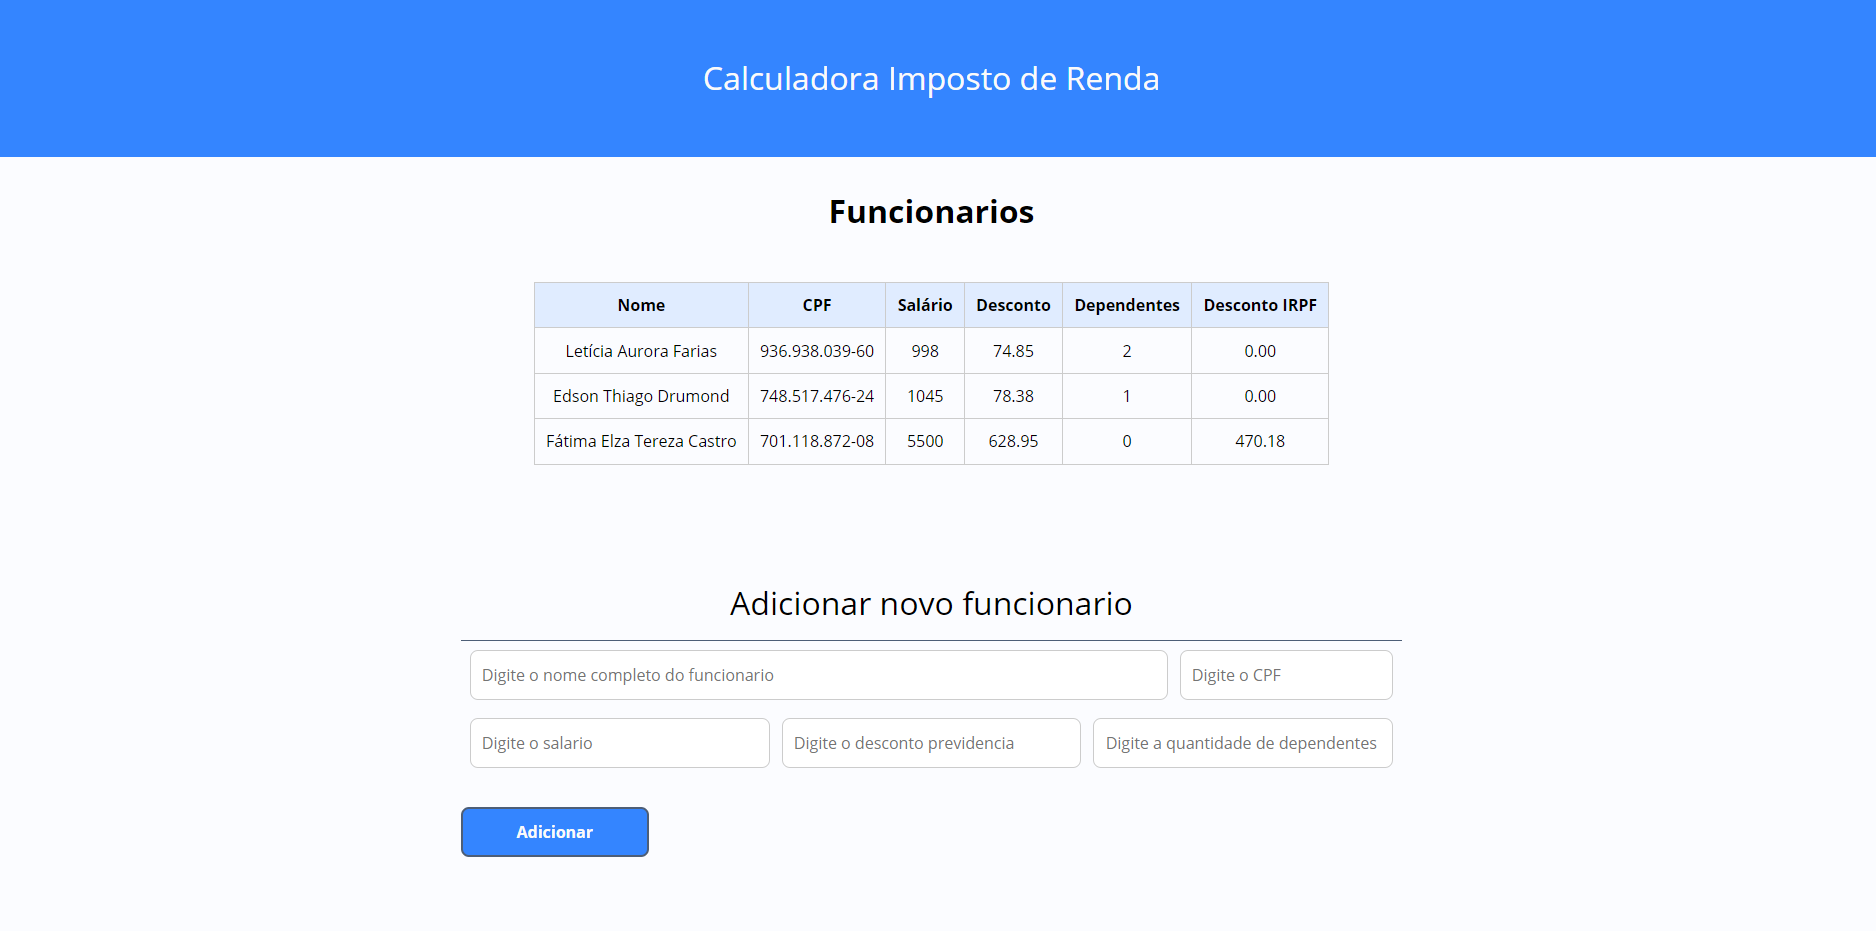 Calculadora Imposto de Renda
Funcionarios
Nome CPF Salário Desconto Dependentes Desconto IRPF
Letícia Aurora Farias 936.938.039-60 998 74.85 2 0.00
Edson Thiago Drumond 748.517.476-24 1045 78.38 1 0.00
Fátima Elza Tereza Castro 701.118.872-08 5500 628.95 0 470.18
Adicionar novo funcionario
Digite o nome completo do funcionario Digite o CPF
Digite o salario Digite o desconto previdencia Digite a quantidade de dependentes
Adicionar